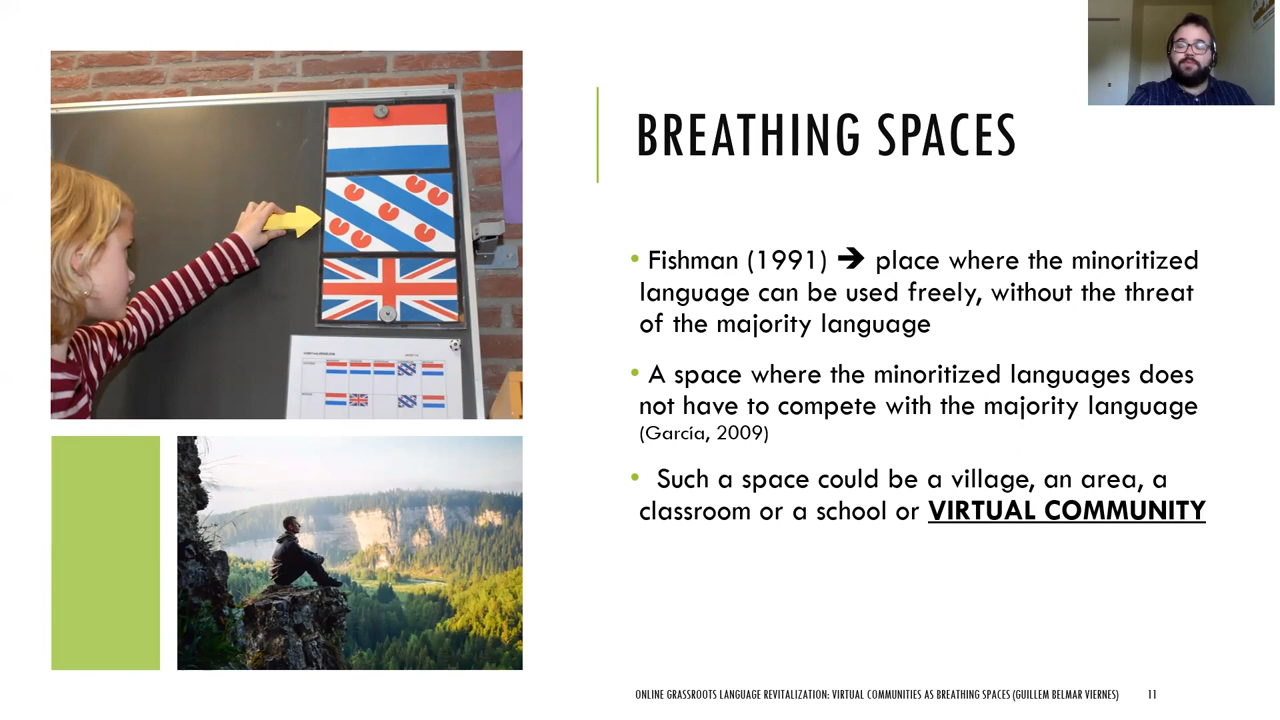 BREATHING SPACES
• Fishman (1991) ➔ place where the minoritized
language can be used freely, without the threat
of the majority language
• A space where the minoritized languages does
not have to compete with the majority language
(García, 2009)
• Such a space could be a village, an area, a
classroom or a school or VIRTUAL COMMUNITY
ONLINE GRASSROOTS LANGUAGE REVITALIZATION: VIRTUAL COMMUNITIES AS BREATHING SPACES (GUILLEM BELMAR VIERNES) 11